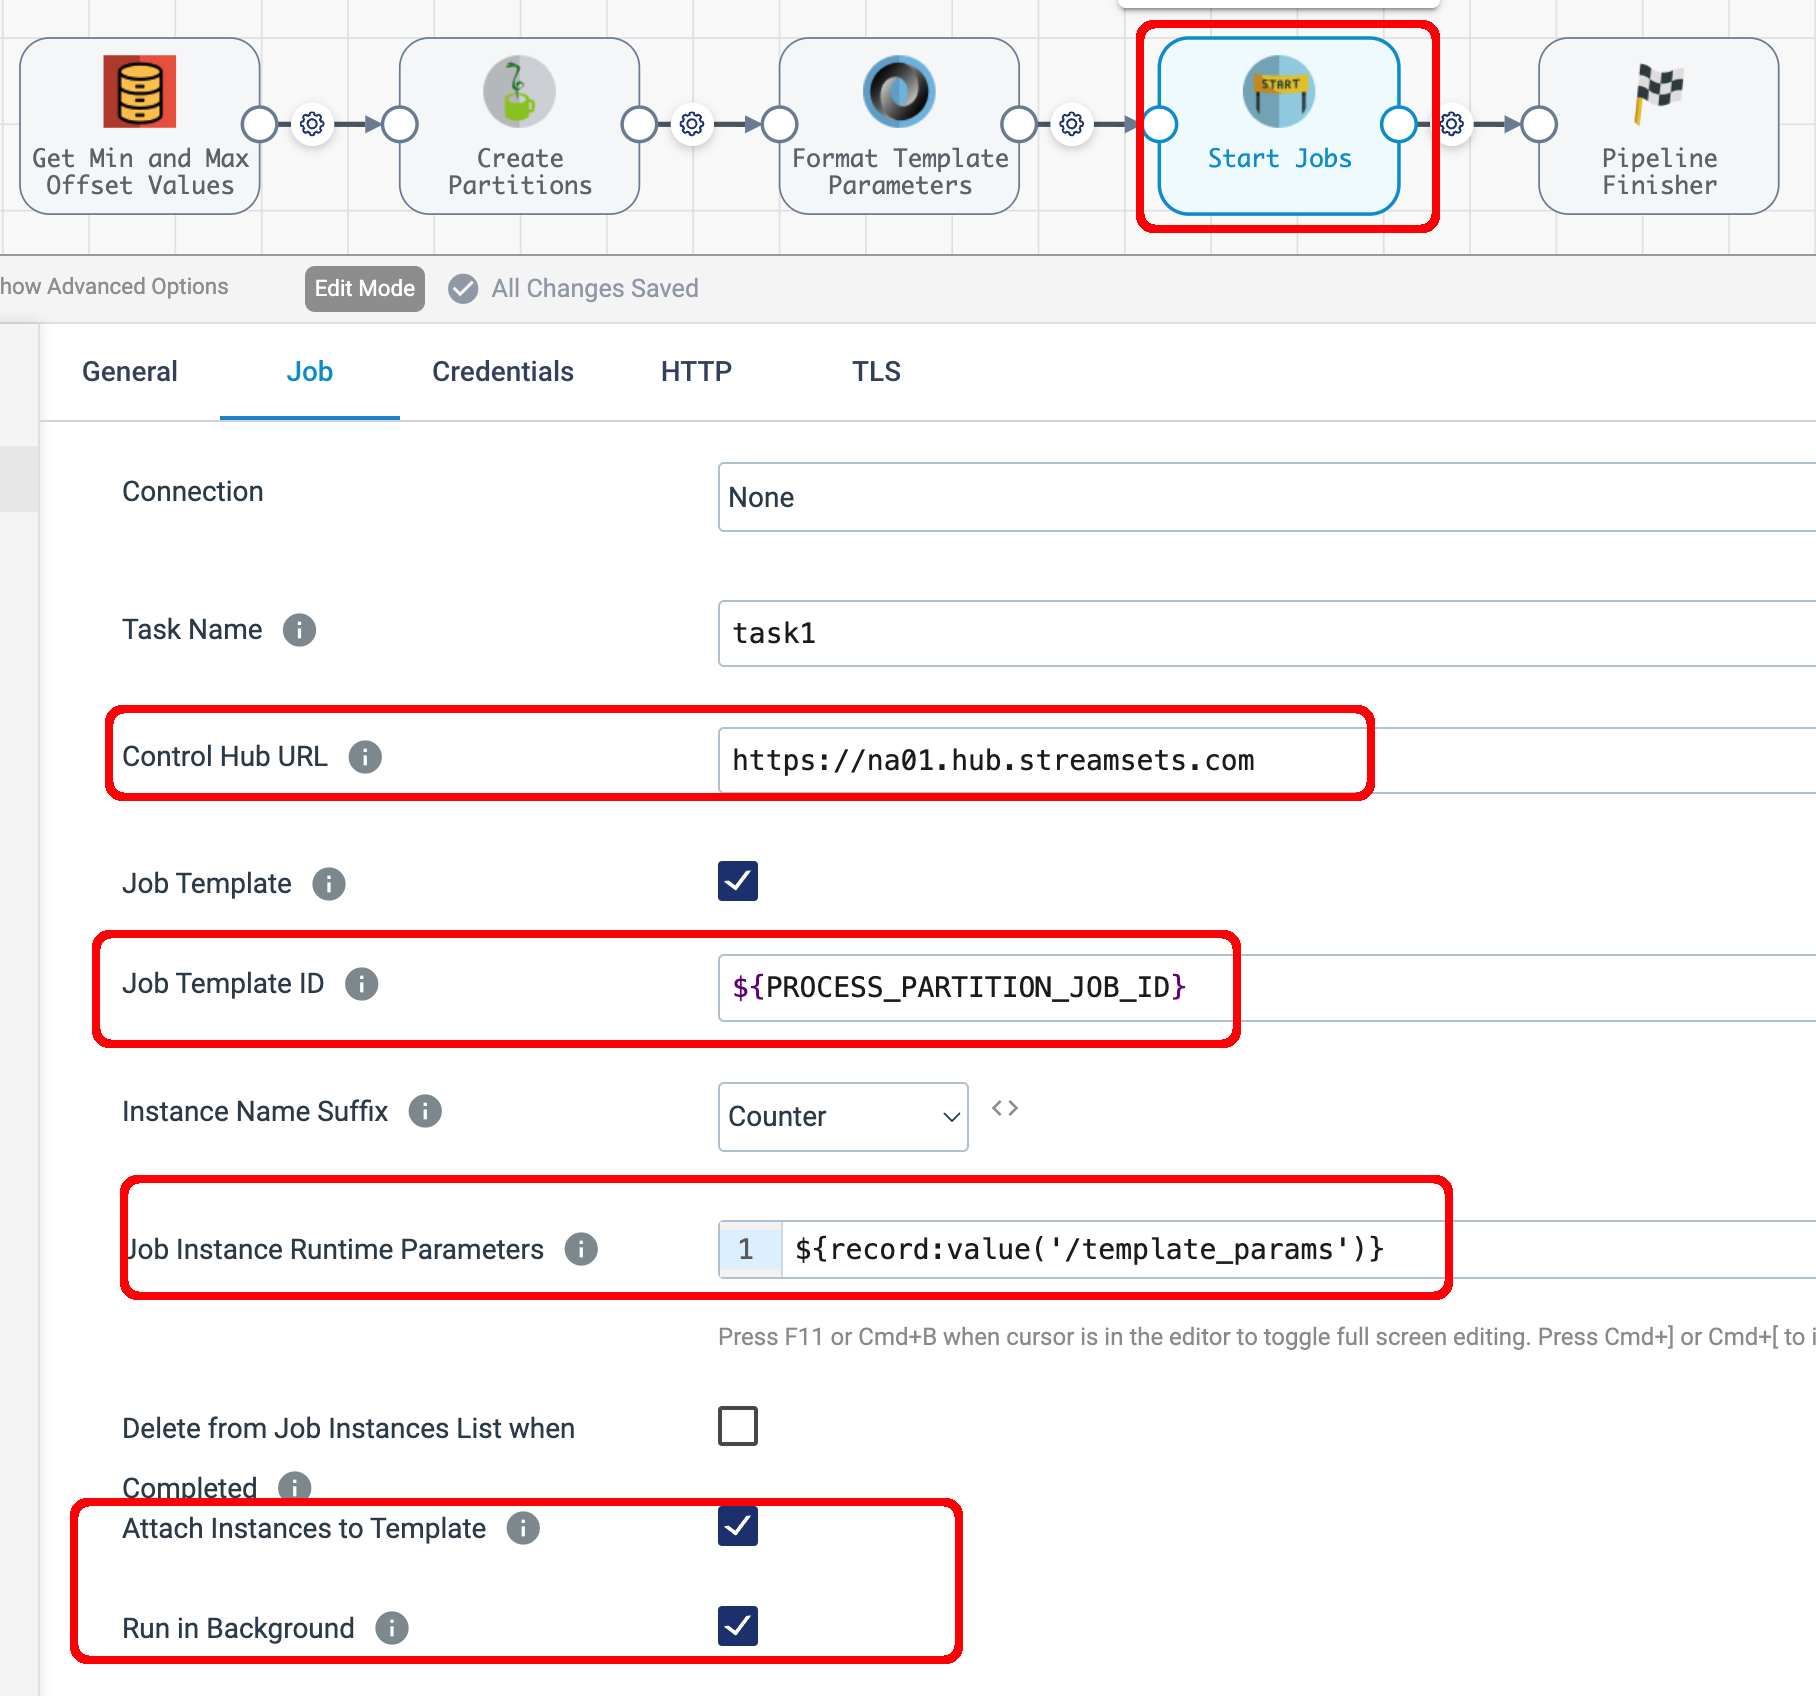 Get Min and Max
Offset Values
Create
Partitions
Format Template
Parameters
START
Start Jobs
Pipeline
Finisher
how Advanced Options
Edit Mode
All Changes Saved
General
Job
Credentials
HTTP
TLS
Connection
None
Task Name
task1
Control Hub URL
https://na01.hub.streamsets.com
Job Template
Job Template ID
${PROCESS_PARTITION_JOB_ID}
Instance Name Suffix
Counter
Job Instance Runtime Parameters
1 ${record:value('/template_params')}
Press F11 or Cmd+B when cursor is in the editor to toggle full screen editing. Press Cmd+] or Cmd+[ to i
Delete from Job Instances List when
Completed
Attach Instances to Template
Run in Background